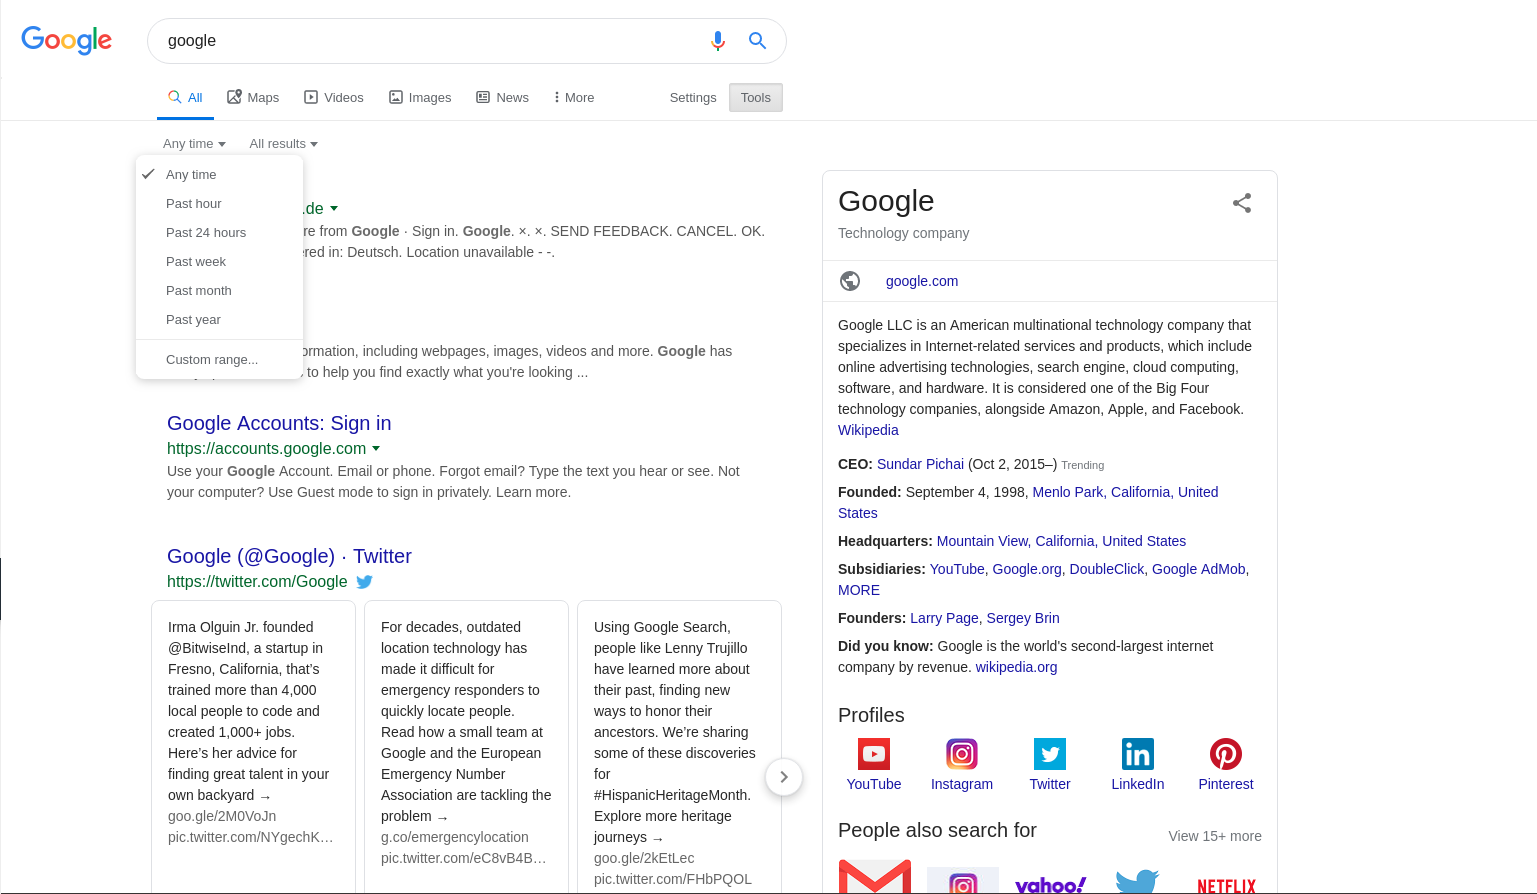 Google
google
All
Maps
Videos
Images
News
More
Settings
Tools
Any time
All results
Any time
Past hour
Past 24 hours
Past week
Past month
Past year
Custom range...
.de
re from Google · Sign in. Google. ×. ×. SEND FEEDBACK. CANCEL. OK.
red in: Deutsch. Location unavailable - -.
ormation, including webpages, images, videos and more. Google has
to help you find exactly what you're looking ...
Google Accounts: Sign in
https://accounts.google.com
Use your Google Account. Email or phone. Forgot email? Type the text you hear or see. Not
your computer? Use Guest mode to sign in privately. Learn more.
Google (@Google) · Twitter
https://twitter.com/Google
Irma Olguin Jr. founded
@BitwiseInd, a startup in
Fresno, California, that’s
trained more than 4,000
local people to code and
created 1,000+ jobs.
Here’s her advice for
finding great talent in your
own backyard →
goo.gle/2M0VoJn
pic.twitter.com/NYgechK…
For decades, outdated
location technology has
made it difficult for
emergency responders to
quickly locate people.
Read how a small team at
Google and the European
Emergency Number
Association are tackling the
problem →
g.co/emergencylocation
pic.twitter.com/eC8vB4B…
Using Google Search,
people like Lenny Trujillo
have learned more about
their past, finding new
ways to honor their
ancestors. We’re sharing
some of these discoveries
for
#HispanicHeritageMonth.
Explore more heritage
journeys →
goo.gle/2kEtLec
pic.twitter.com/FHbPQOL
Google
Technology company
google.com
Google LLC is an American multinational technology company that
specializes in Internet-related services and products, which include
online advertising technologies, search engine, cloud computing,
software, and hardware. It is considered one of the Big Four
technology companies, alongside Amazon, Apple, and Facebook.
Wikipedia
CEO: Sundar Pichai (Oct 2, 2015–) Trending
Founded: September 4, 1998, Menlo Park, California, United
States
Headquarters: Mountain View, California, United States
Subsidiaries: YouTube, Google.org, DoubleClick, Google AdMob,
MORE
Founders: Larry Page, Sergey Brin
Did you know: Google is the world's second-largest internet
company by revenue. wikipedia.org
Profiles
YouTube
Instagram
Twitter
LinkedIn
Pinterest
People also search for
View 15+ more
yahoo!
NETFLIX